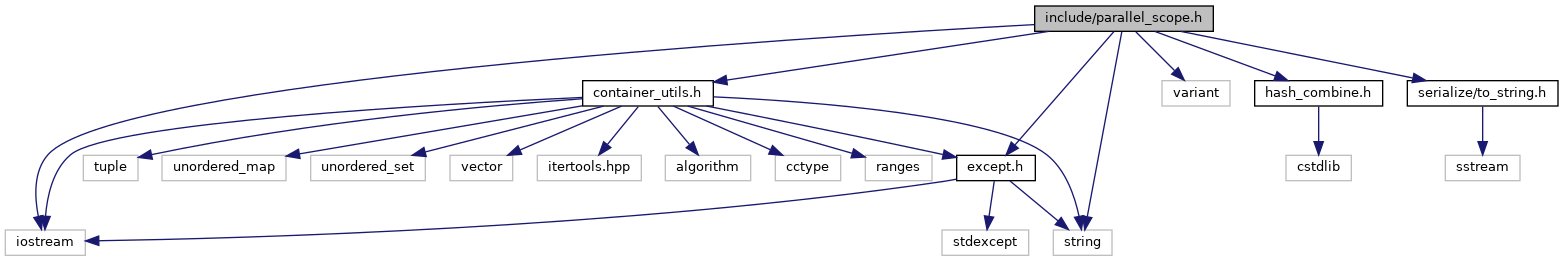 include/parallel_scope.h
container_utils.h
variant
hash_combine.h
serialize/to_string.h
tuple
unordered_map
unordered_set
vector
itertools.hpp
algorithm
cctype
ranges
except.h
cstdlib
sstream
iostream
stdexcept
string